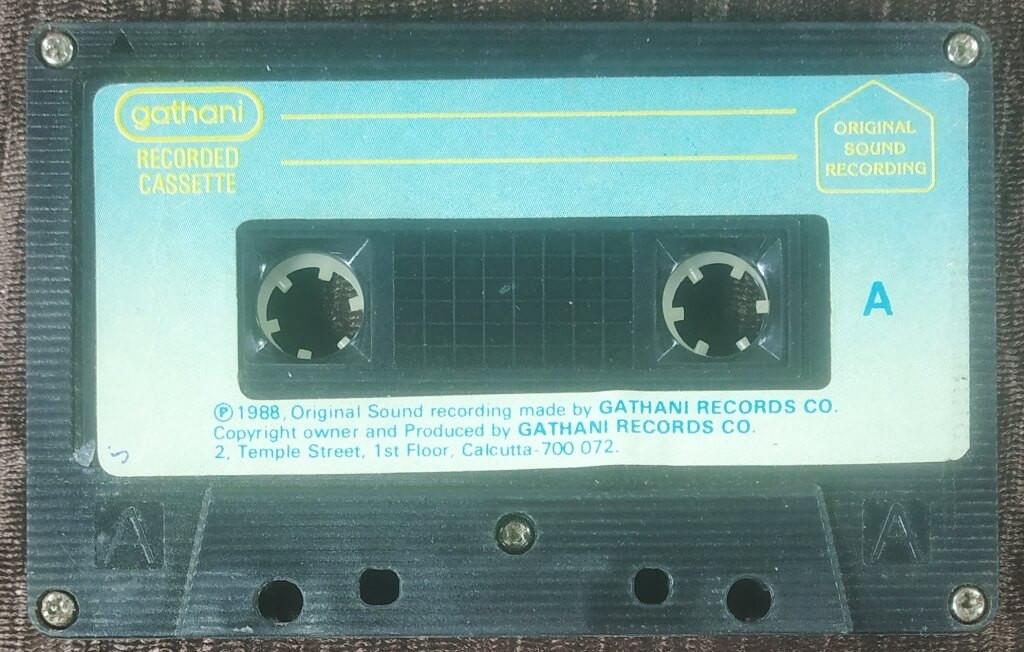 gathani
RECORDED
CASSETTE
ORIGINAL
SOUND
RECORDING
A
℗ 1988, Original Sound recording made by GATHANI RECORDS CO.
Copyright owner and Produced by GATHANI RECORDS CO.
2, Temple Street, 1st Floor, Calcutta-700 072.
A
A